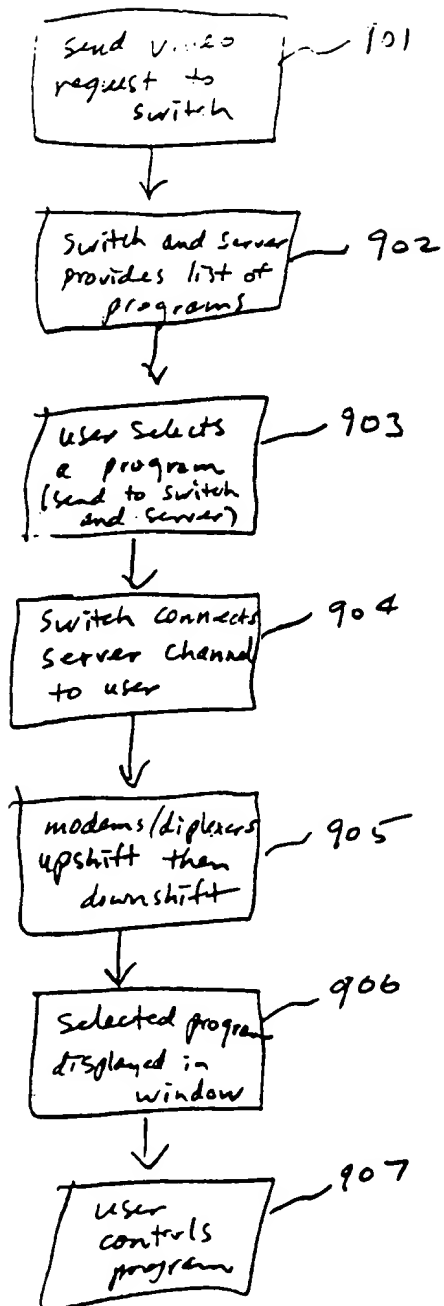 send v...eo
request to
switch
101
switch and server
provides list of
programs
902
user selects
a program
(send to switch
and server)
903
switch connects
server channel
to user
904
modems/diplexers
upshift then
downshift
905
selected program
displayed in
window
906
user
controls
program
907